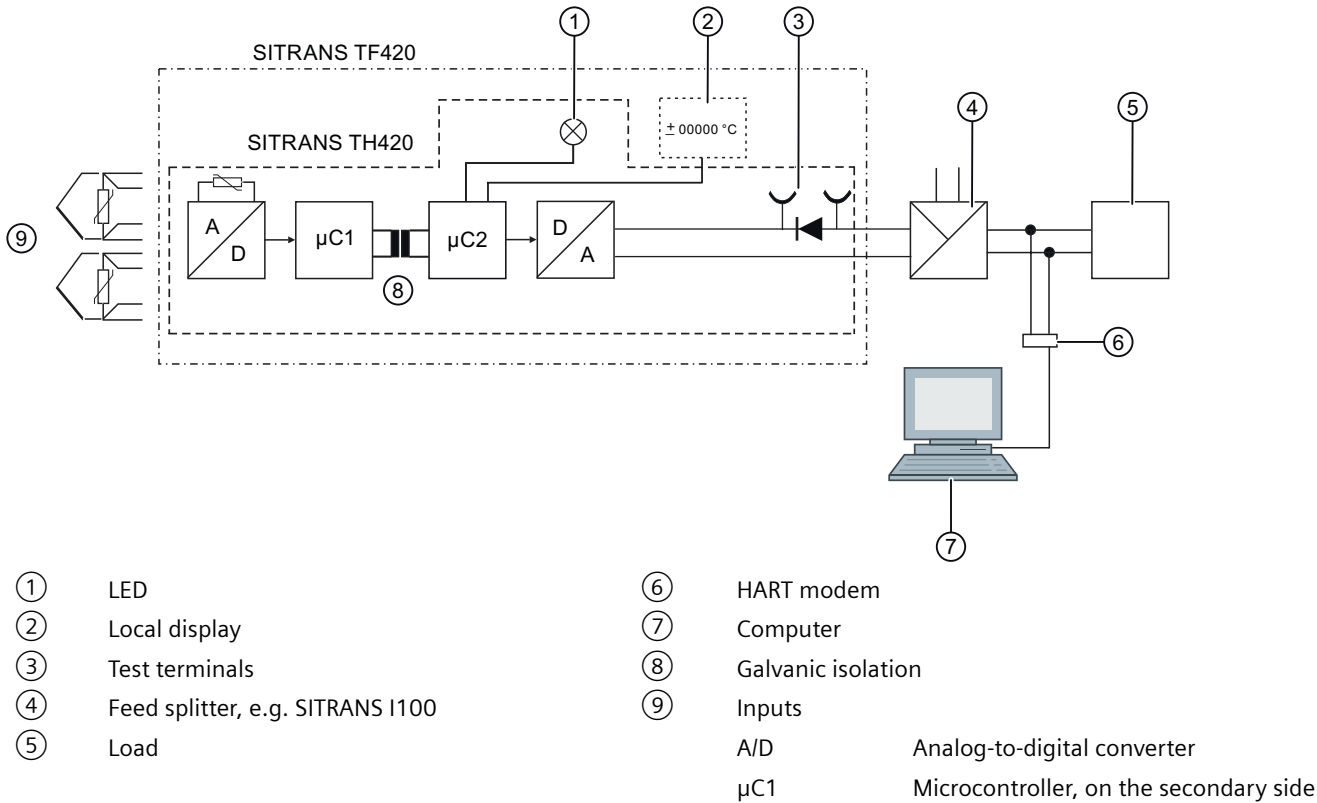 ① ② ③
SITRANS TF420
④ ⑤
± 00000 °C
SITRANS TH420
A
D
µC1
µC2
D
A
⑨
⑧
⑥
⑦
① LED
② Local display
③ Test terminals
④ Feed splitter, e.g. SITRANS I100
⑤ Load
⑥ HART modem
⑦ Computer
⑧ Galvanic isolation
⑨ Inputs
A/D Analog-to-digital converter
µC1 Microcontroller, on the secondary side